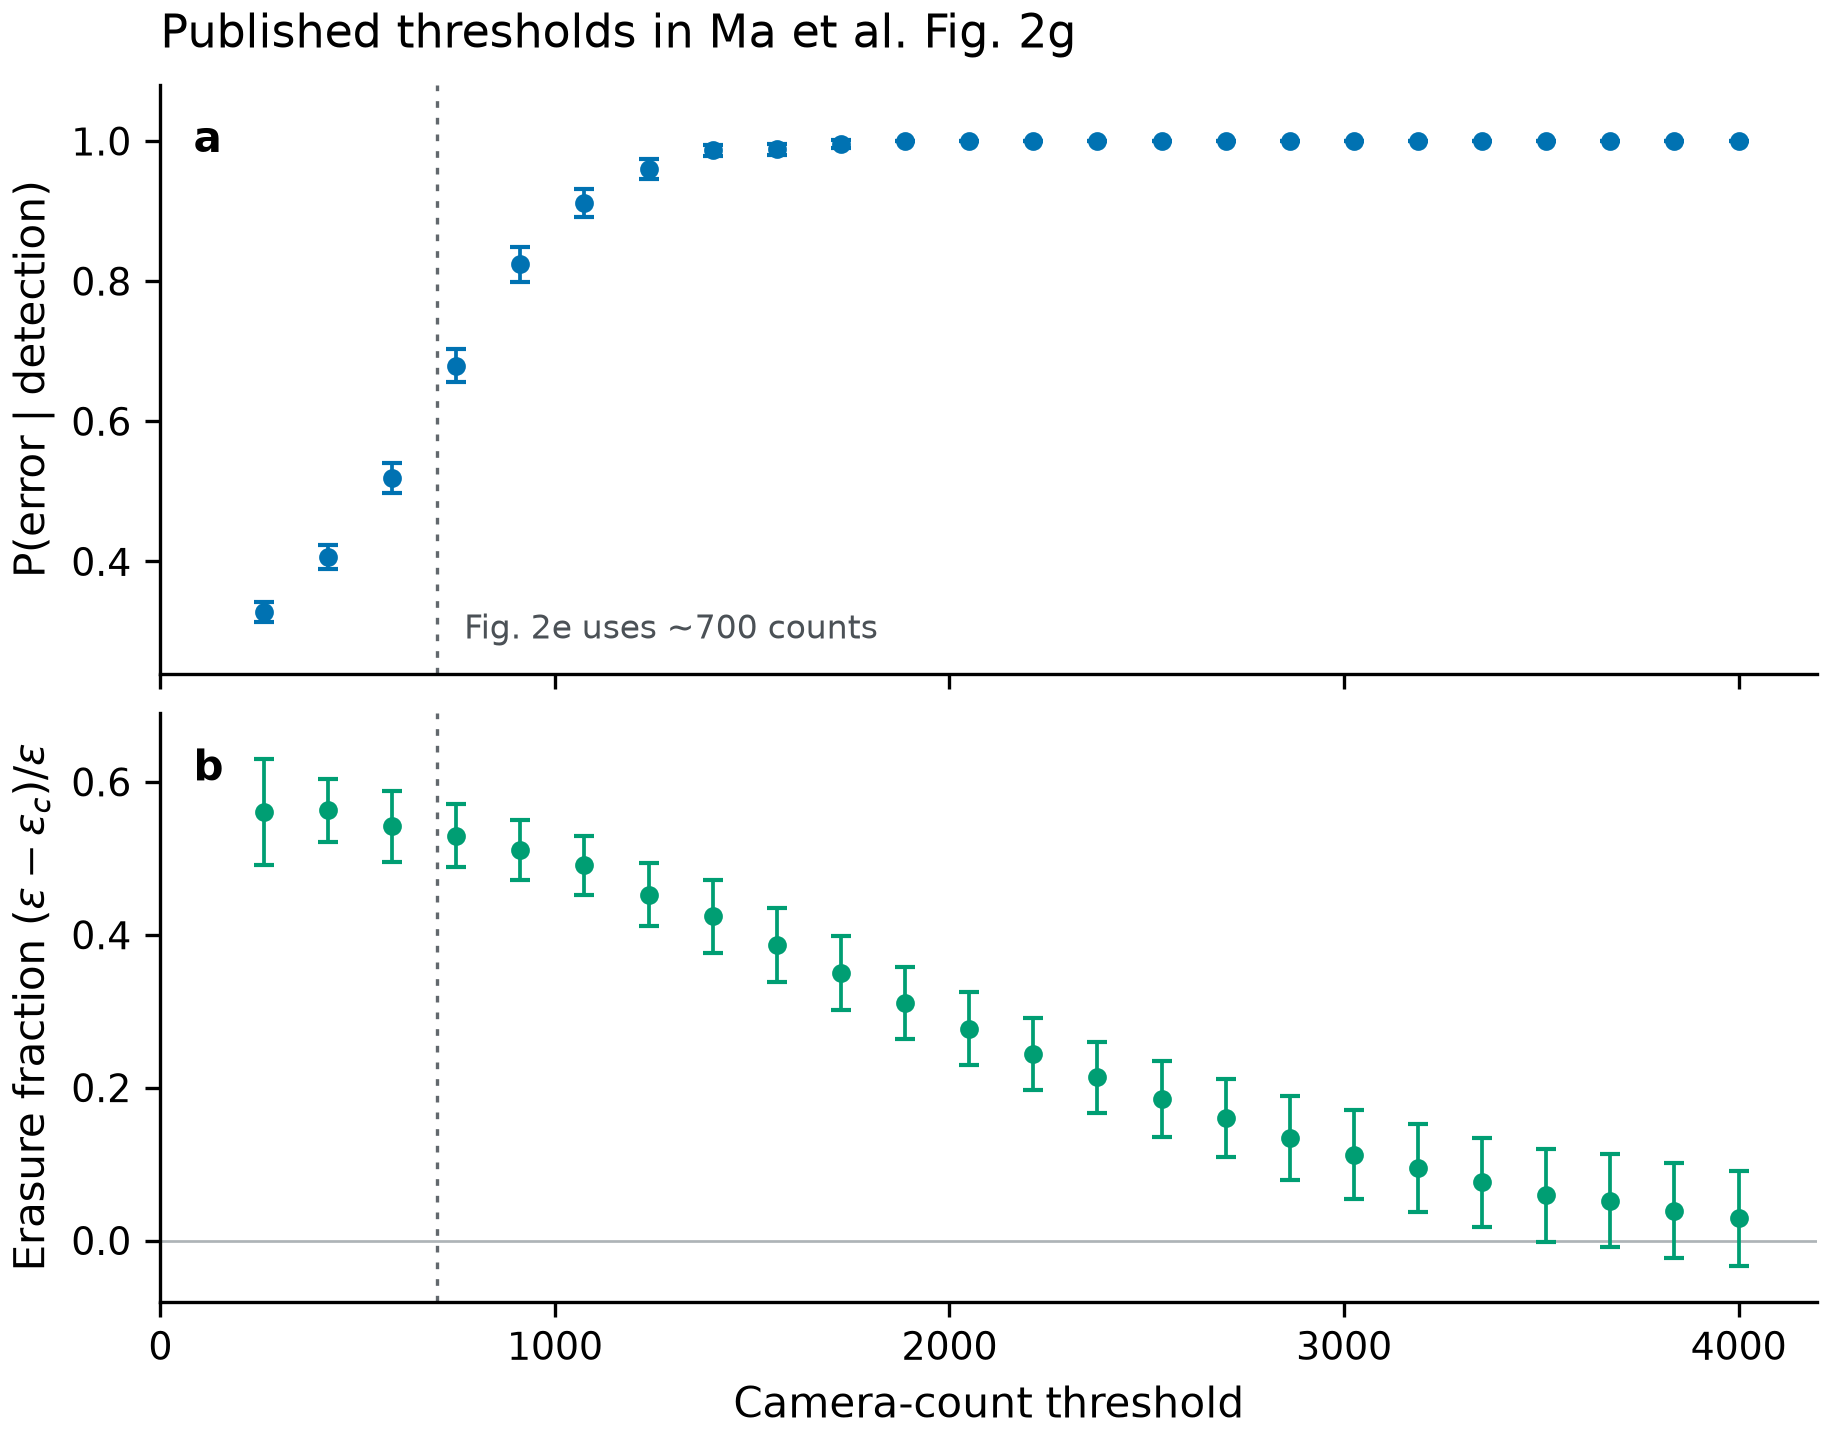 Published thresholds in Ma et al. Fig. 2g
a
1.0
0.8
0.6
0.4
P(error | detection)
Fig. 2e uses ~700 counts
b
0.6
0.4
0.2
0.0
Erasure fraction (ε − ε_c)/ε
0 1000 2000 3000 4000
Camera-count threshold